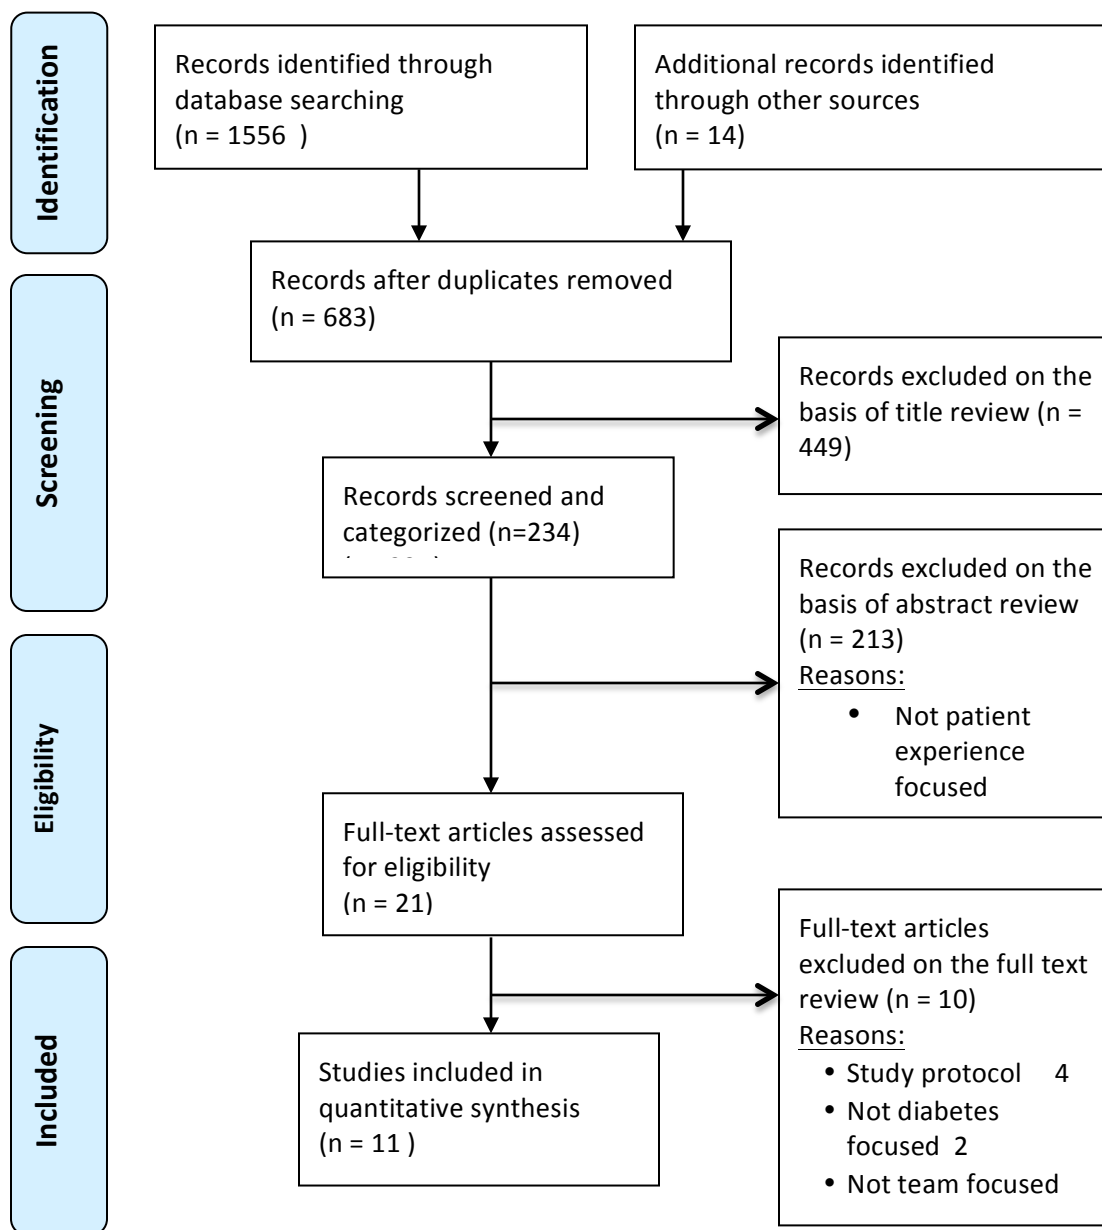 Identification
Records identified through
database searching
(n = 1556  )
Additional records identified
through other sources
(n = 14)
Records after duplicates removed
(n = 683)
Screening
Records excluded on the
basis of title review (n =
449)
Records screened and
categorized (n=234)
Records excluded on the
basis of abstract review
(n = 213)
Reasons:
• Not patient
experience
focused
Eligibility
Full-text articles assessed
for eligibility
(n = 21)
Full-text articles
excluded on the full text
review (n = 10)
Reasons:
• Study protocol 4
• Not diabetes
focused 2
• Not team focused
Included
Studies included in
quantitative synthesis
(n = 11 )